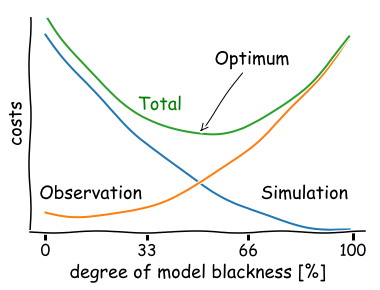 Optimum
Total
costs
Observation
Simulation
0 33 66 100
degree of model blackness [%]